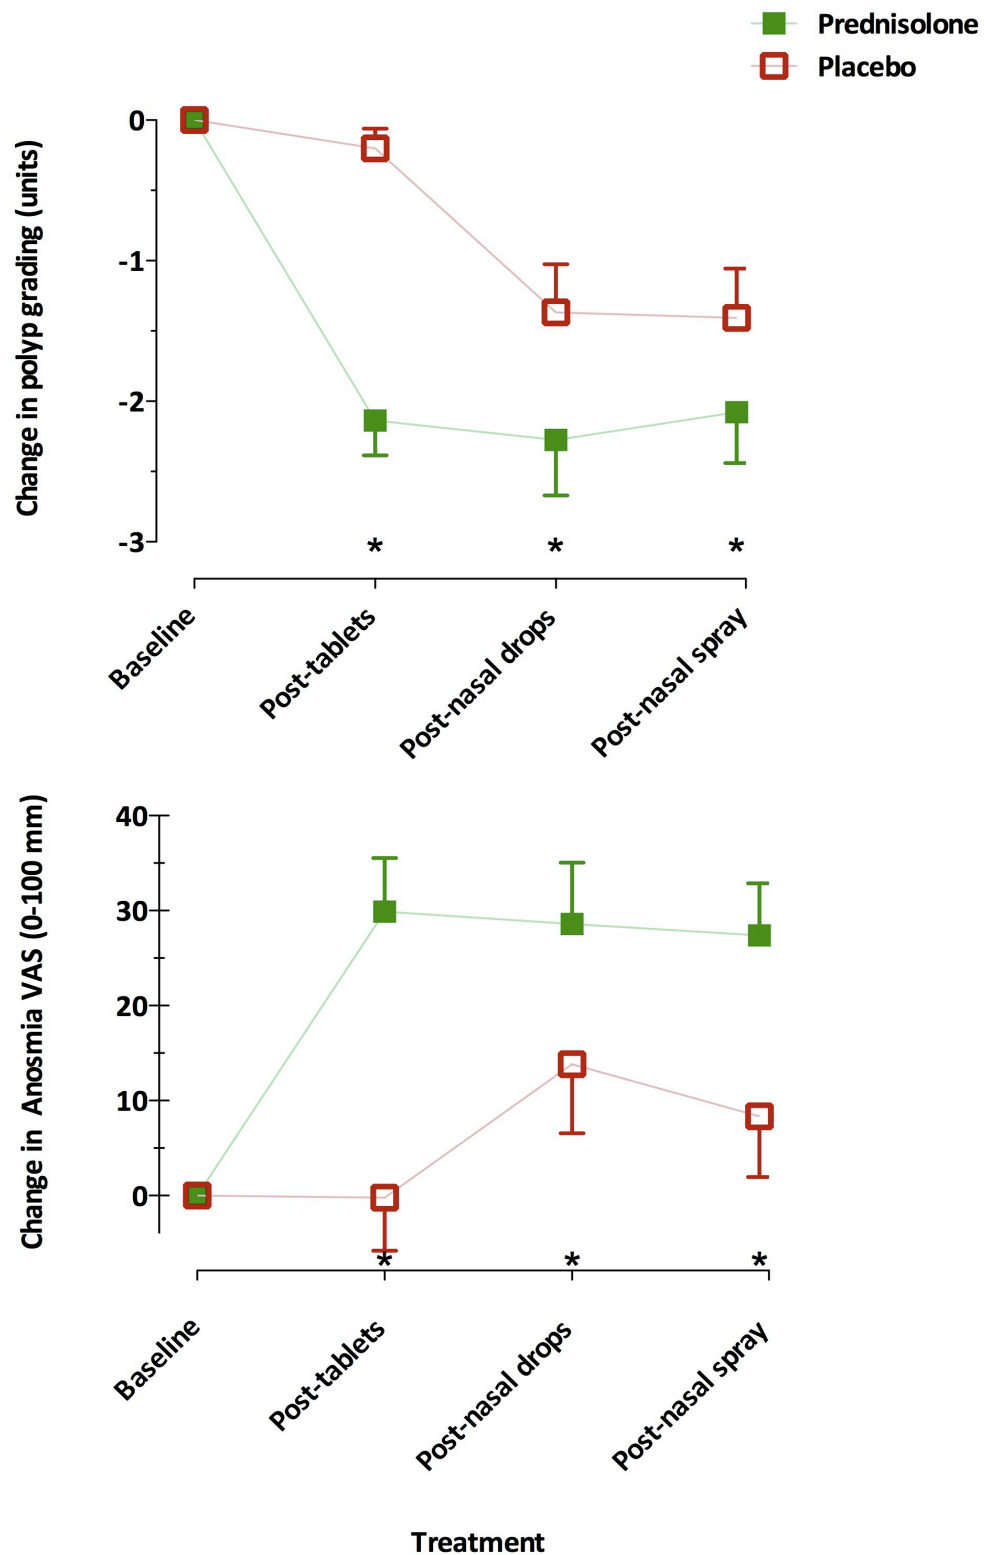 Prednisolone
Placebo
Change in polyp grading (units)
0
-1
-2
-3
* * *
Baseline
Post-tablets
Post-nasal drops
Post-nasal spray
Change in Anosmia VAS (0-100 mm)
40
30
20
10
0
* * *
Baseline
Post-tablets
Post-nasal drops
Post-nasal spray
Treatment